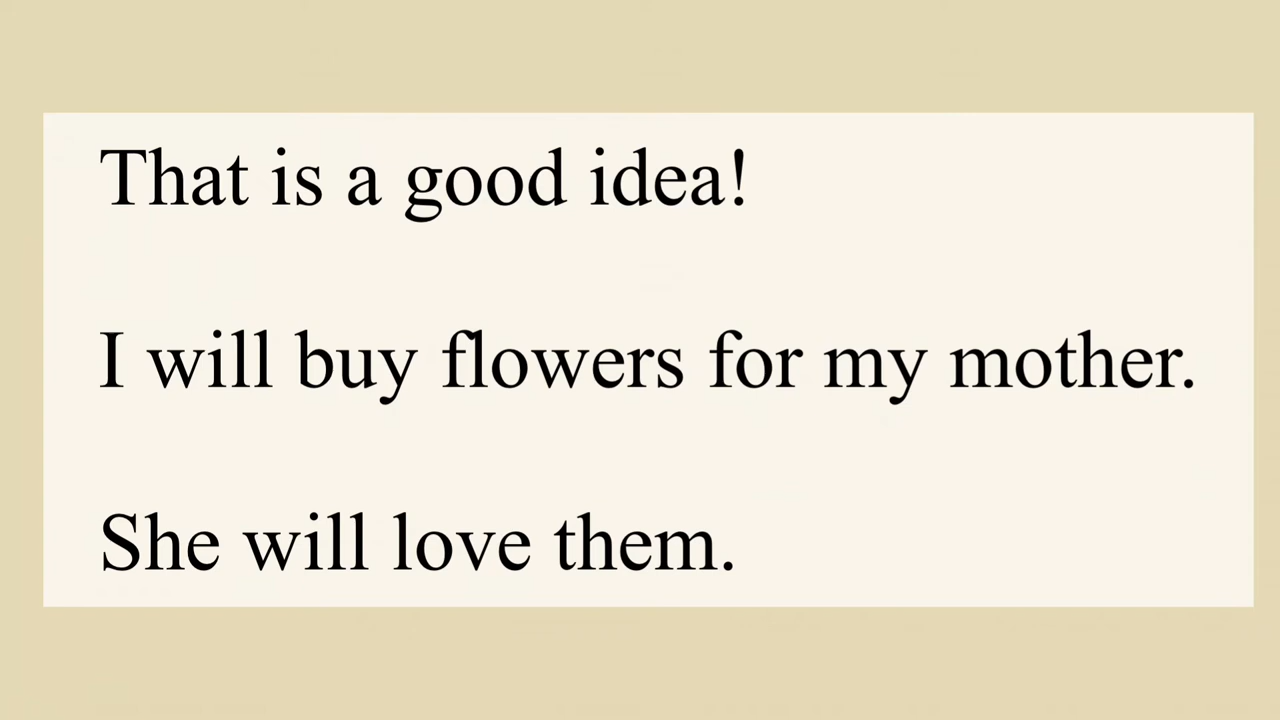 That is a good idea!
I will buy flowers for my mother.
She will love them.